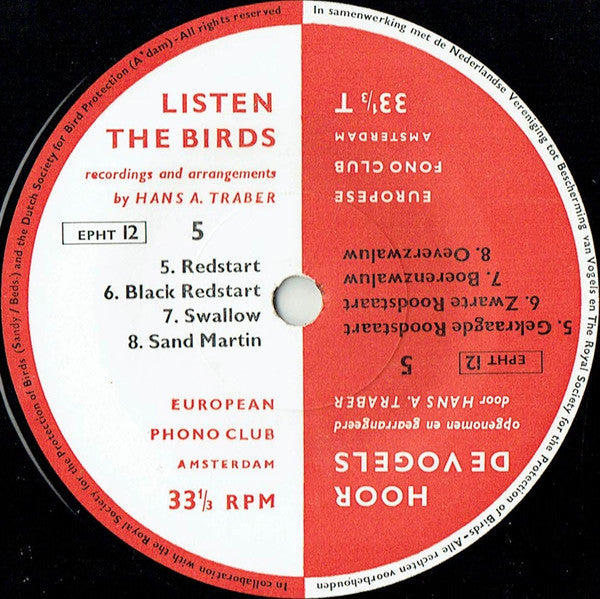 LISTEN
THE BIRDS
recordings and arrangements
by HANS A. TRABER
EPHT 12 5
5. Redstart
6. Black Redstart
7. Swallow
8. Sand Martin
EUROPEAN
PHONO CLUB
AMSTERDAM
33 1/3 RPM
In collaboration with the Royal Society for the Protection of Birds (Sandy / Beds.) and the Dutch Society for Bird Protection (A'dam) - All rights reserved
HOOR
DE VOGELS
opgenomen en gearrangeerd
door HANS A. TRABER
EPHT 12 5
5. Gekraagde Roodstaart
6. Zwarte Roodstaart
7. Boerenzwaluw
8. Oeverzwaluw
EUROPESE
FONO CLUB
AMSTERDAM
33 1/3 T
In samenwerking met de Nederlandse Vereniging tot Bescherming van Vogels en The Royal Society for the Protection of Birds - Alle rechten voorbehouden